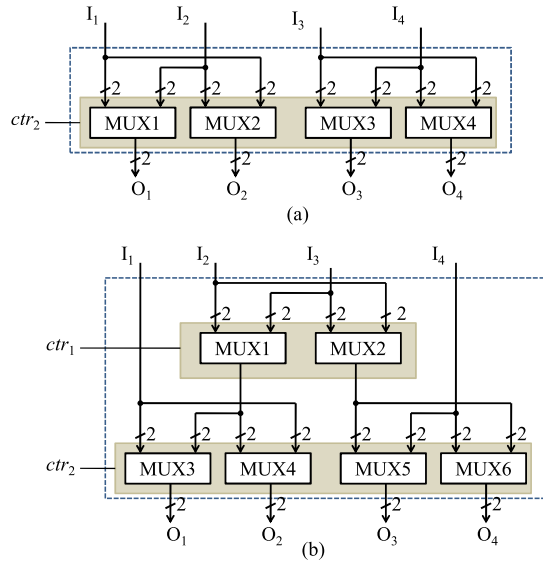 I₁ I₂ I₃ I₄
2 2 2 2 2 2 2 2
ctr₂ MUX1 MUX2 MUX3 MUX4
2 2 2 2
O₁ O₂ O₃ O₄
(a)
I₁ I₂ I₃ I₄
2 2 2 2
ctr₁ MUX1 MUX2
2 2 2 2 2 2 2 2
ctr₂ MUX3 MUX4 MUX5 MUX6
2 2 2 2
O₁ O₂ O₃ O₄
(b)